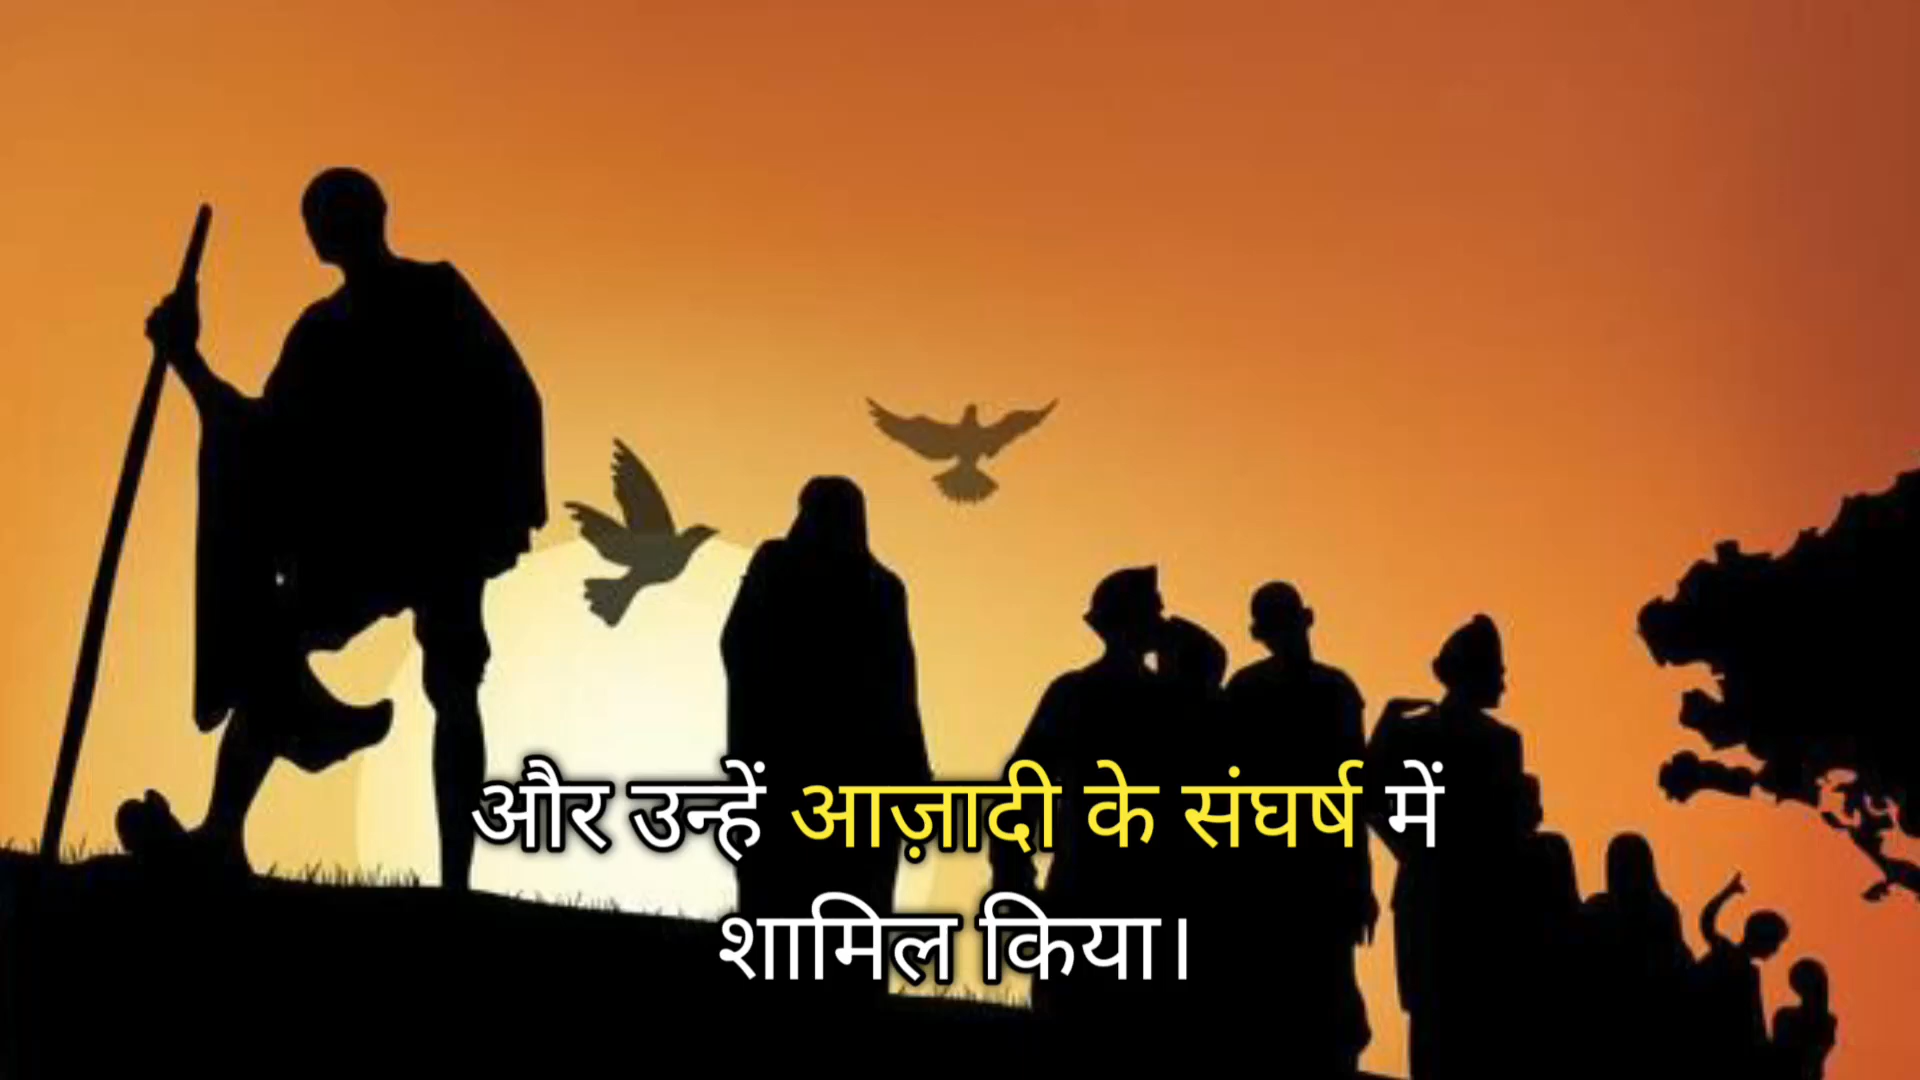 और उन्हें आज़ादी के संघर्ष में
शामिल किया।